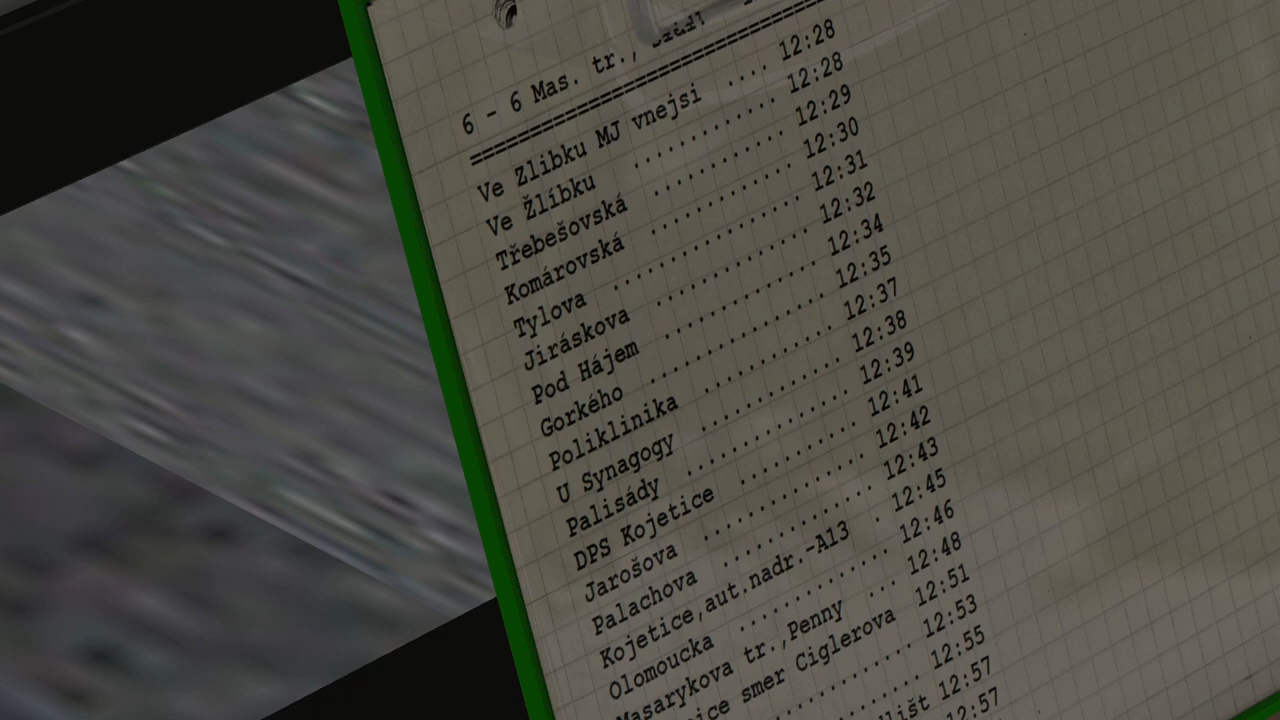 6 - 6 Mas. tr.,
==============================
Ve Zlibku MJ vnejsi .... 12:28
Ve Žlíbku ............. 12:28
Třebešovská ............ 12:29
Komárovská ............. 12:30
Tylova ................. 12:31
Jiráskova .............. 12:32
Pod Hájem .............. 12:34
Gorkého ................ 12:35
Poliklinika ............ 12:37
U Synagogy ............. 12:38
Palisády ............... 12:39
DPS Kojetice ........... 12:41
Jarošova ............... 12:42
Palachova .............. 12:43
Kojetice,aut.nadr.-A13 . 12:45
Olomoucka .............. 12:46
Masarykova tr.,Penny .. 12:48
smer Ciglerova 12:51
............ 12:53
.......... 12:55
12:57
12:57